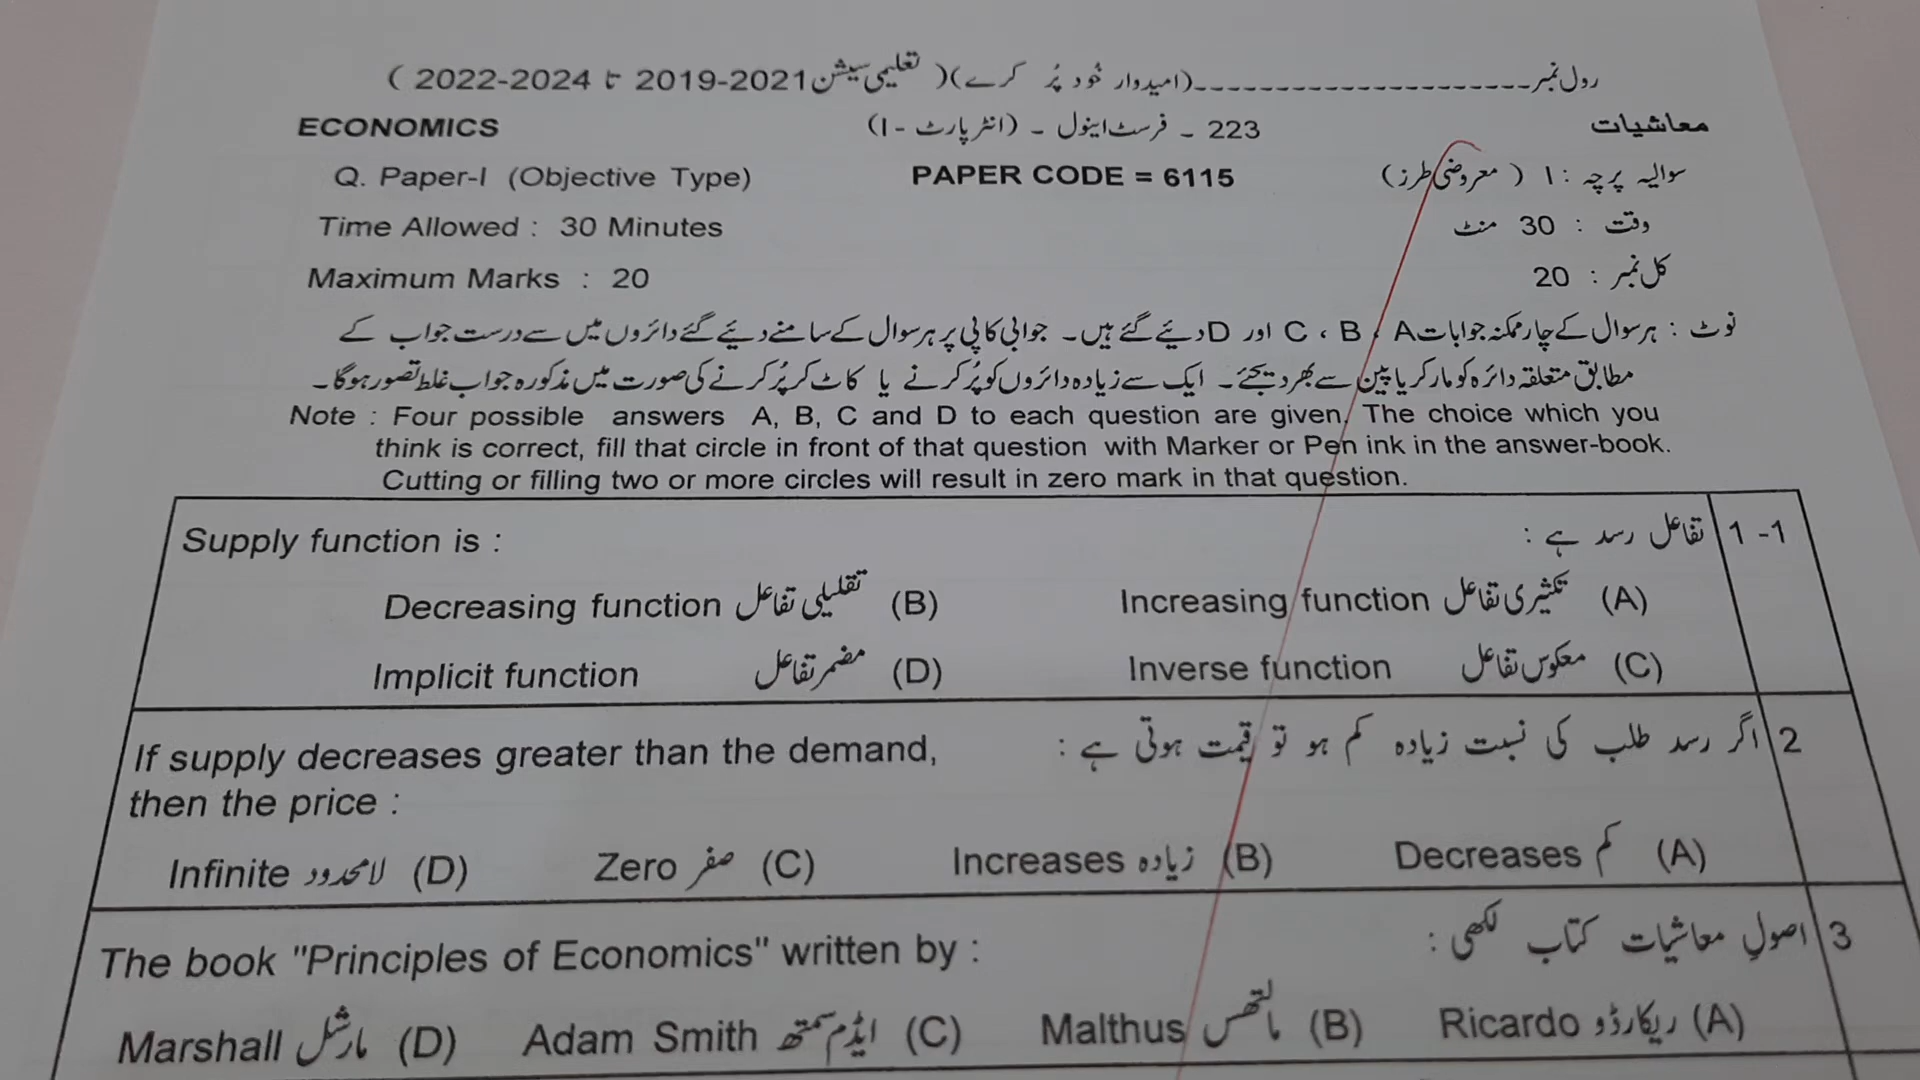 رول نمبر---------------------(امیدوار خود پُر کرے)( تعلیمی سیشن 2021-2019 تا 2024-2022 )
ECONOMICS 223 - فرسٹ اینول - (انٹر پارٹ - I) معاشیات
Q. Paper-I (Objective Type) PAPER CODE = 6115 سوالیہ پرچہ : I ( معروضی طرز)
Time Allowed : 30 Minutes وقت : 30 منٹ
Maximum Marks : 20 کل نمبر : 20
نوٹ : ہر سوال کے چار ممکنہ جوابات A ، B ، C اور D دیئے گئے ہیں۔ جوابی کاپی پر ہر سوال کے سامنے دیئے گئے دائروں میں سے درست جواب کے
مطابق متعلقہ دائرہ کو مارکر یا پین سے بھر دیجئے۔ ایک سے زیادہ دائروں کو پُر کرنے یا کاٹ کر پُر کرنے کی صورت میں مذکورہ جواب غلط تصور ہوگا۔
Note : Four possible answers A, B, C and D to each question are given. The choice which you
think is correct, fill that circle in front of that question with Marker or Pen ink in the answer-book.
Cutting or filling two or more circles will result in zero mark in that question.
Supply function is : تفاعل رسد ہے : 1 -1
Decreasing function تقلیلی تفاعل (B) Increasing function تکثیری تفاعل (A)
Implicit function مضمر تفاعل (D) Inverse function معکوس تفاعل (C)
If supply decreases greater than the demand, اگر رسد طلب کی نسبت زیادہ کم ہو تو قیمت ہوتی ہے : 2
then the price :
Infinite لامحدود (D) Zero صفر (C) Increases زیادہ (B) Decreases کم (A)
The book "Principles of Economics" written by : اصولِ معاشیات کتاب لکھی : 3
Marshall مارشل (D) Adam Smith ایڈم سمتھ (C) Malthus مالتھس (B) Ricardo ریکارڈو (A)